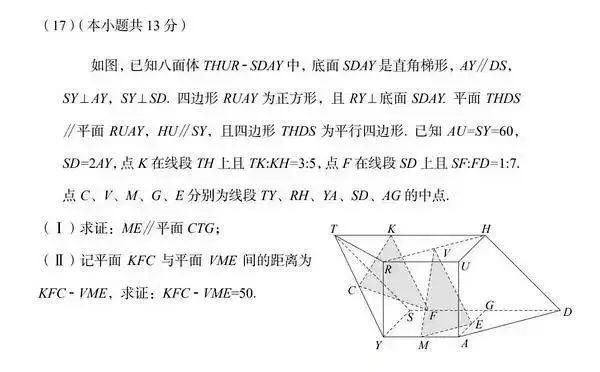 （17）（本小题共 13 分）
如图，已知八面体 THUR - SDAY 中，底面 SDAY 是直角梯形，AY∥DS，
SY⊥AY，SY⊥SD. 四边形 RUAY 为正方形，且 RY⊥底面 SDAY. 平面 THDS
∥平面 RUAY，HU∥SY，且四边形 THDS 为平行四边形. 已知 AU=SY=60,
SD=2AY, 点 K 在线段 TH 上且 TK:KH=3:5, 点 F 在线段 SD 上且 SF:FD=1:7.
点 C、V、M、G、E 分别为线段 TY、RH、YA、SD、AG 的中点.
（Ⅰ）求证：ME∥平面 CTG；
（Ⅱ）记平面 KFC 与平面 VME 间的距离为
KFC - VME，求证：KFC - VME=50.
T K H
V
R U
C
S F G D
E
Y M A